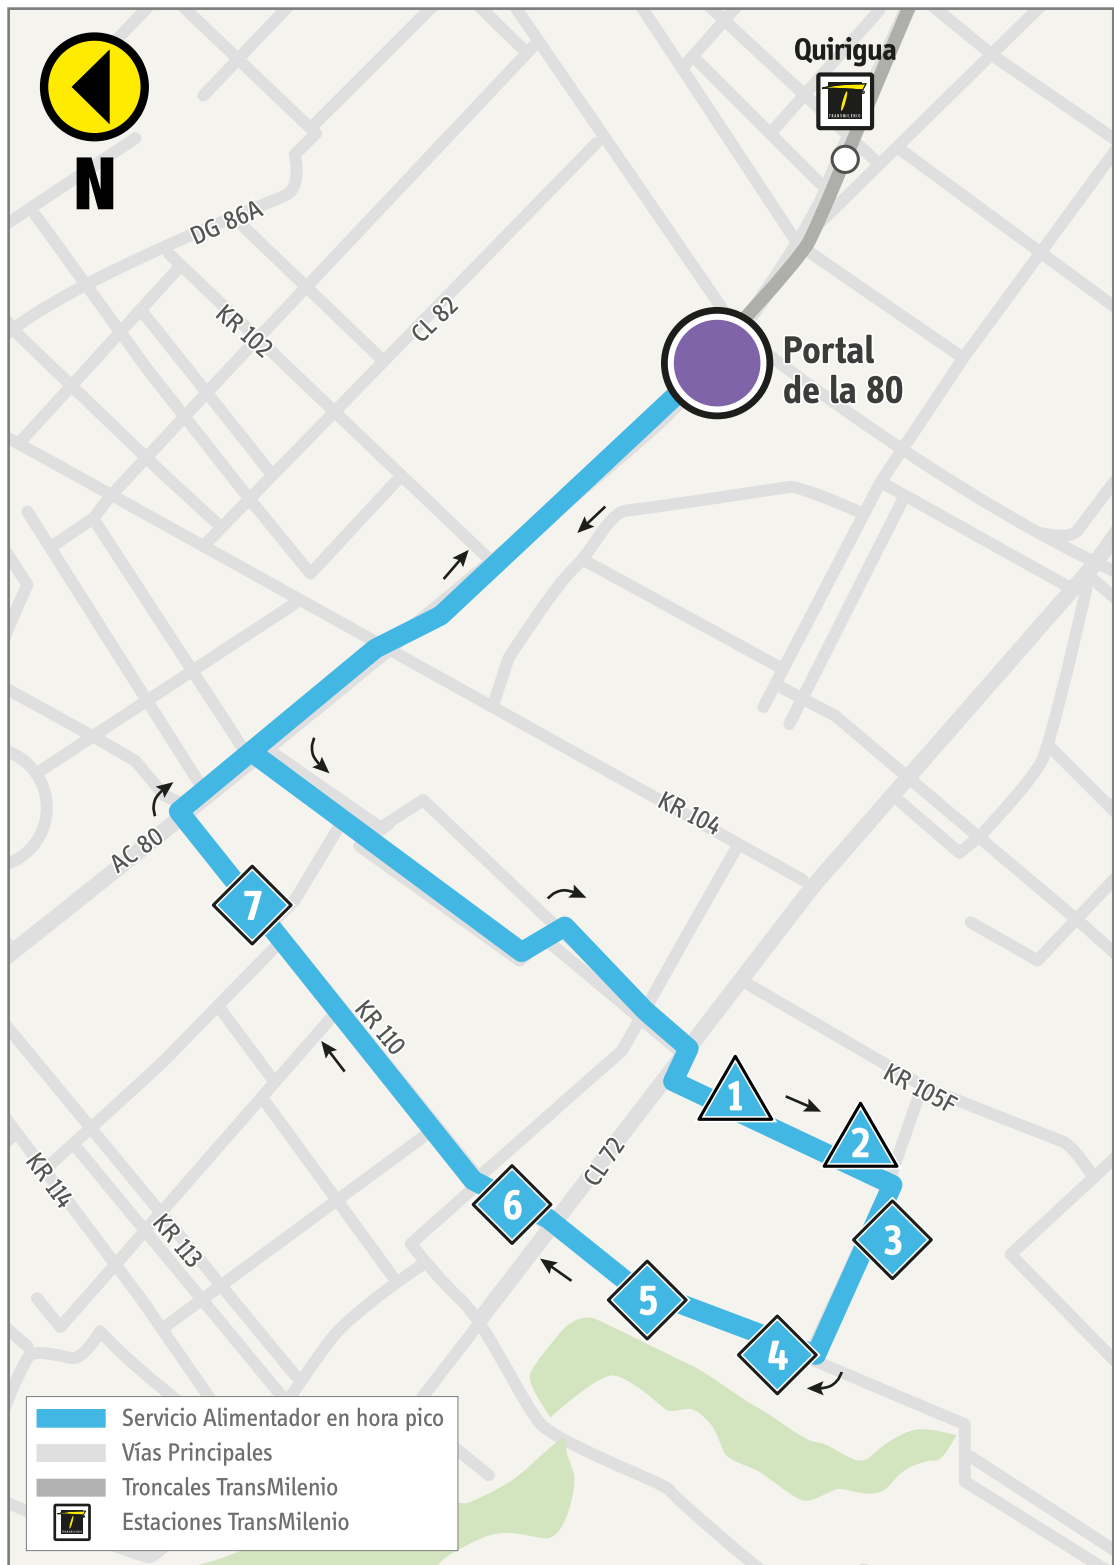 Quirigua
TRANSMILENIO
N
DG 86A
KR 102
CL 82
Portal
de la 80
KR 104
AC 80
7
KR 110
1
KR 105F
2
CL 72
KR 114
6
3
KR 113
5
4
Servicio Alimentador en hora pico
Vías Principales
Troncales TransMilenio
Estaciones TransMilenio
TRANSMILENIO